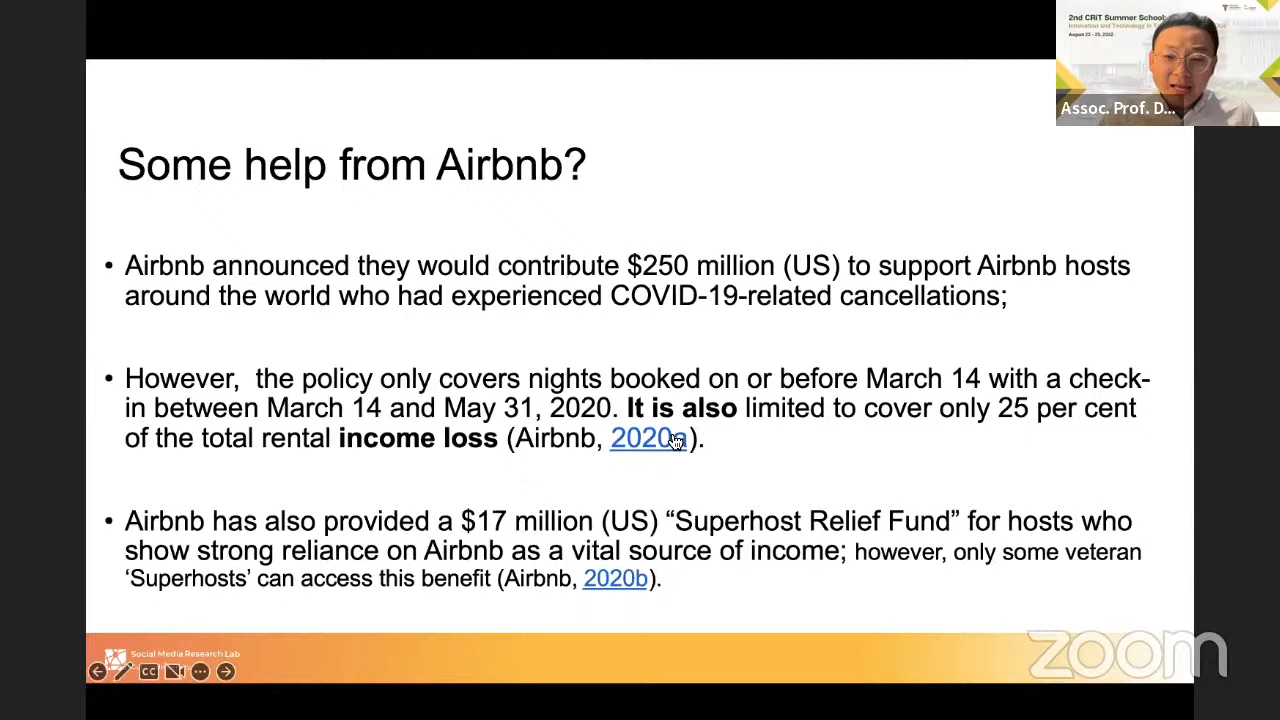 2nd CRiT Summer School:
August 23 - 25, 2022
Assoc. Prof. D...
Some help from Airbnb?
• Airbnb announced they would contribute $250 million (US) to support Airbnb hosts
around the world who had experienced COVID-19-related cancellations;
• However,  the policy only covers nights booked on or before March 14 with a check-
in between March 14 and May 31, 2020. It is also limited to cover only 25 per cent
of the total rental income loss (Airbnb, 2020a).
• Airbnb has also provided a $17 million (US) “Superhost Relief Fund” for hosts who
show strong reliance on Airbnb as a vital source of income; however, only some veteran
‘Superhosts’ can access this benefit (Airbnb, 2020b).
Social Media Research Lab
CC
zoom